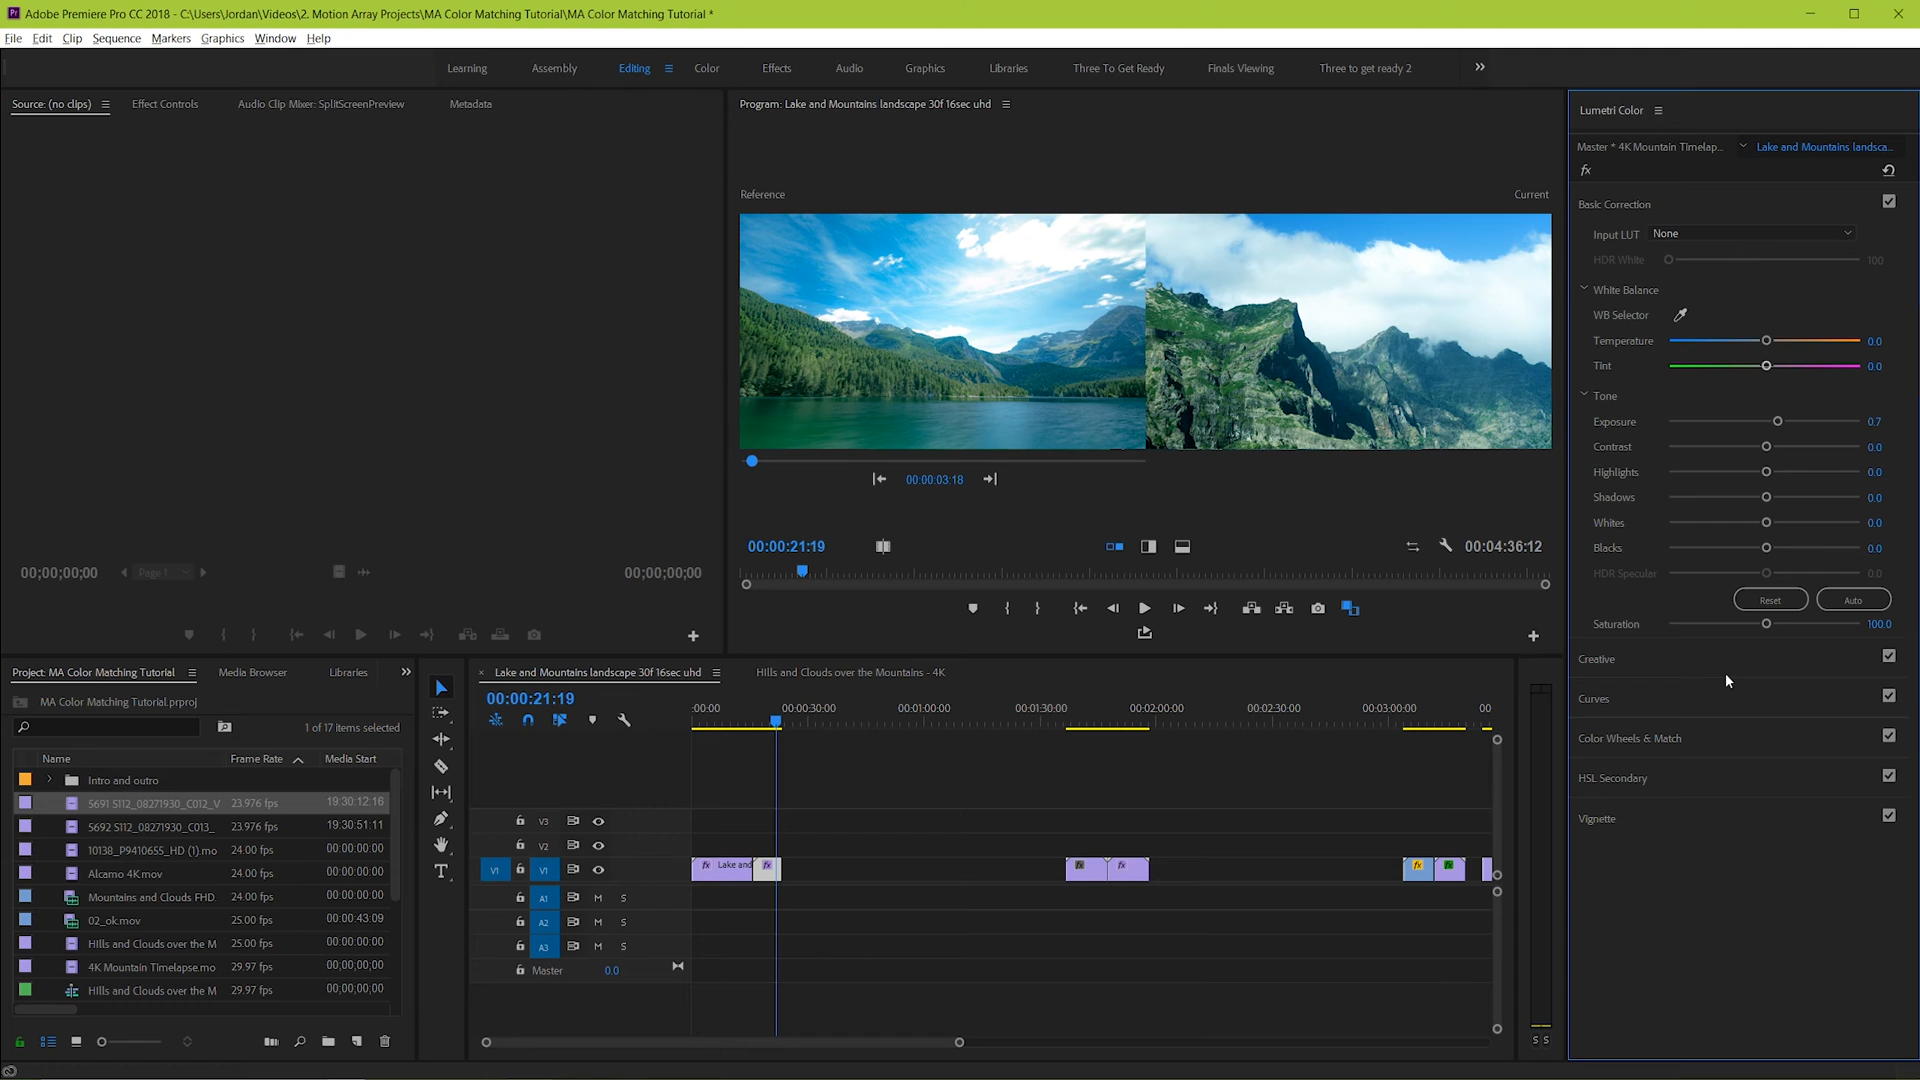 Adobe Premiere Pro CC 2018 - C:\Users\Jordan\Videos\2. Motion Array Projects\MA Color Matching Tutorial\MA Color Matching Tutorial *
File Edit Clip Sequence Markers Graphics Window Help
Learning Assembly Editing Color Effects Audio Graphics Libraries Three To Get Ready Finals Viewing Three to get ready 2
Source: (no clips) Effect Controls Audio Clip Mixer: SplitScreenPreview Metadata
00;00;00;00 Page 1 00;00;00;00
Program: Lake and Mountains landscape 30f 16sec uhd
Reference Current
00:00:03:18
00:00:21:19 00:04:36:12
Lumetri Color
Master * 4K Mountain Timelap... Lake and Mountains landsca...
fx
Basic Correction
Input LUT None
HDR White 100
White Balance
WB Selector
Temperature 0.0
Tint 0.0
Tone
Exposure 0.7
Contrast 0.0
Highlights 0.0
Shadows 0.0
Whites 0.0
Blacks 0.0
HDR Specular 0.0
Reset Auto
Saturation 100.0
Creative
Curves
Color Wheels & Match
HSL Secondary
Vignette
Project: MA Color Matching Tutorial Media Browser Libraries
MA Color Matching Tutorial.prproj
1 of 17 items selected
Name Frame Rate Media Start
Intro and outro
5691 S112_08271930_C012_V 23.976 fps 19:30:12:16
5692 S112_08271930_C013_ 23.976 fps 19:30:51:11
10138_P9410655_HD (1).mo 24.00 fps 00:00:00:00
Alcamo 4K.mov 24.00 fps 00:00:00:00
Mountains and Clouds FHD. 24.00 fps 00:00:00:00
02_ok.mov 25.00 fps 00:00:43:09
HIlls and Clouds over the M 25.00 fps 00:00:00:00
4K Mountain Timelapse.mo 29.97 fps 00;00;00;00
HIlls and Clouds over the M 29.97 fps 00;00;00;00
Lake and Mountains landscape 30f 16sec uhd HIlls and Clouds over the Mountains - 4K
00:00:21:19
:00:00 00:00:30:00 00:01:00:00 00:01:30:00 00:02:00:00 00:02:30:00 00:03:00:00 00
V3
V2
V1 V1 fx Lake and fx fx fx fx fx
A1 M S
A2 M S
A3 M S
Master 0.0
S S